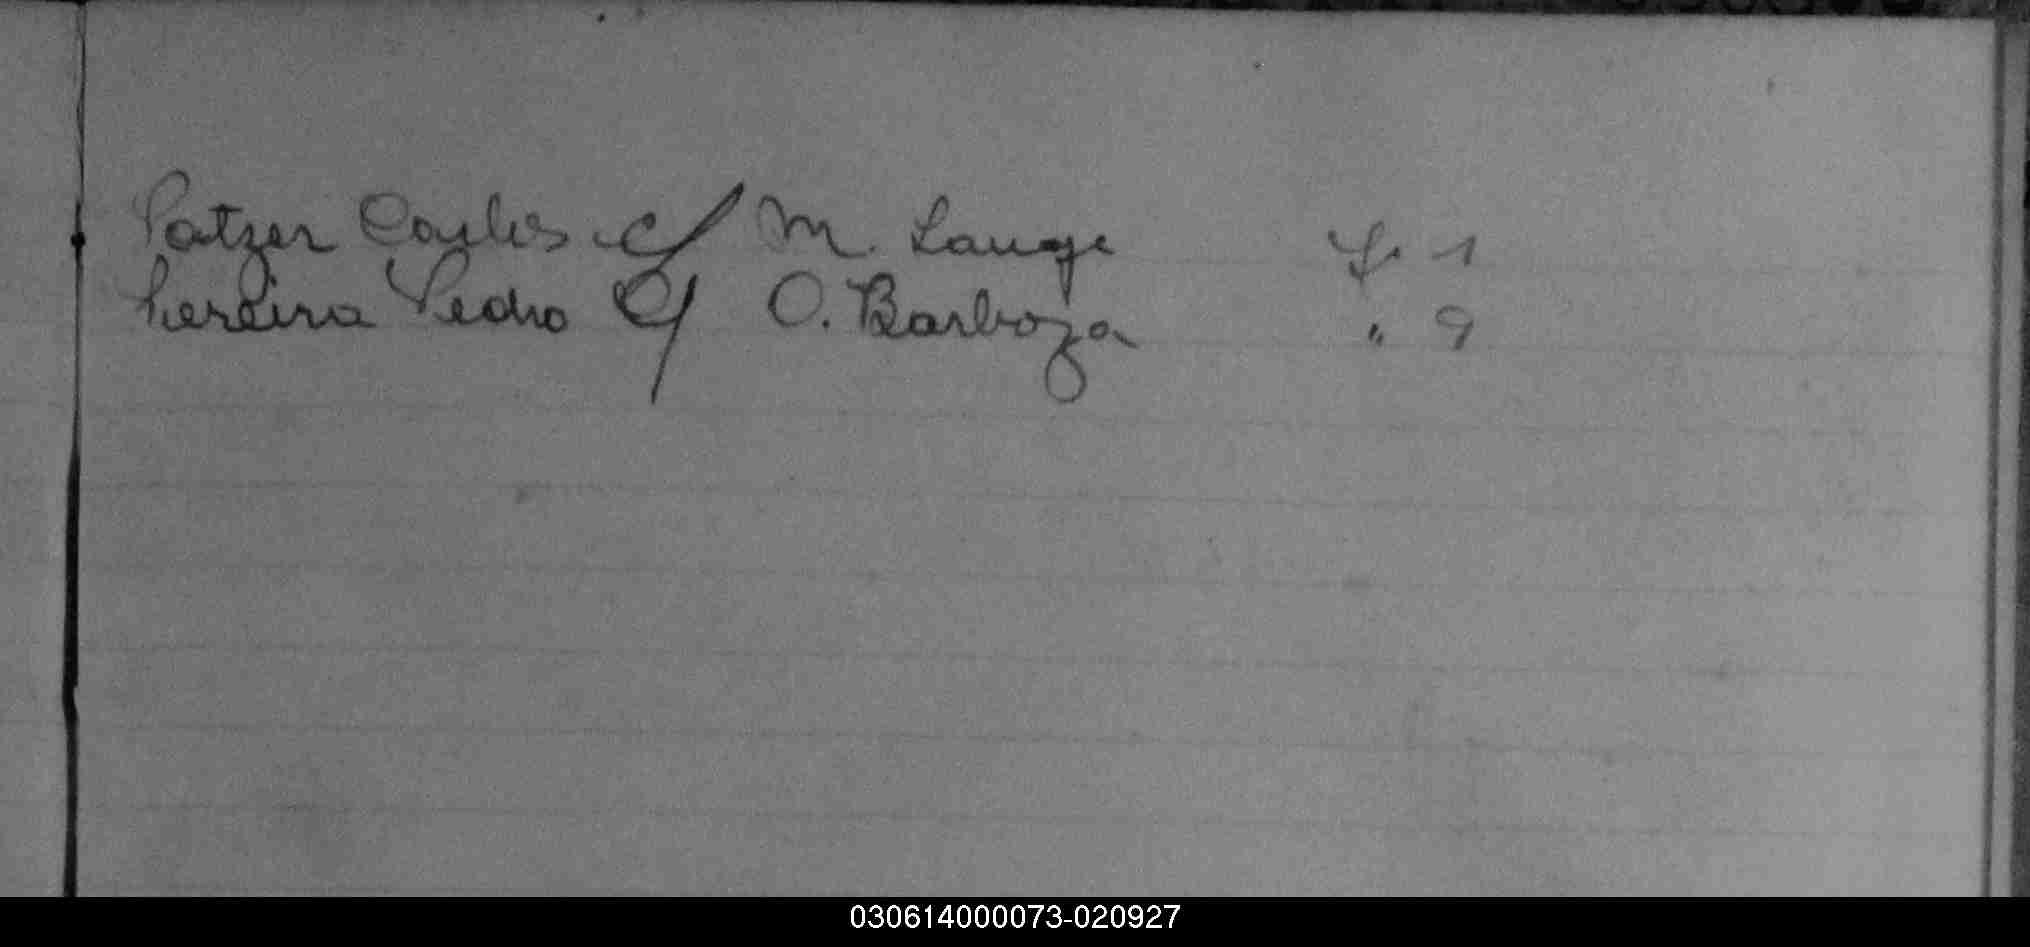 Patzer Carlos c/ M. Lange f. 1
Pereira Pedro c/ O. Barboza " 9
030614000073-020927